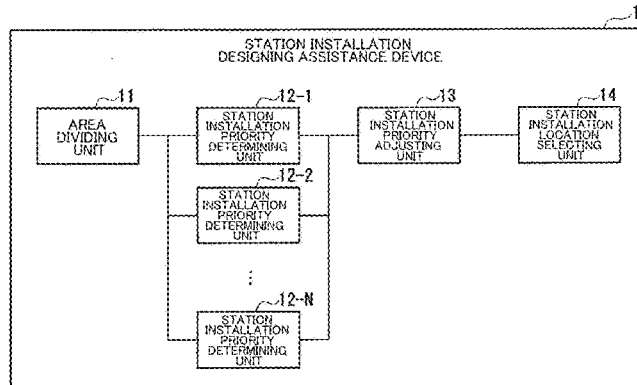 1
STATION INSTALLATION
DESIGNING ASSISTANCE DEVICE
11
AREA
DIVIDING
UNIT
12-1
STATION
INSTALLATION
PRIORITY
DETERMINING
UNIT
13
STATION
INSTALLATION
PRIORITY
ADJUSTING
UNIT
14
STATION
INSTALLATION
LOCATION
SELECTING
UNIT
12-2
STATION
INSTALLATION
PRIORITY
DETERMINING
UNIT
12-N
STATION
INSTALLATION
PRIORITY
DETERMINING
UNIT